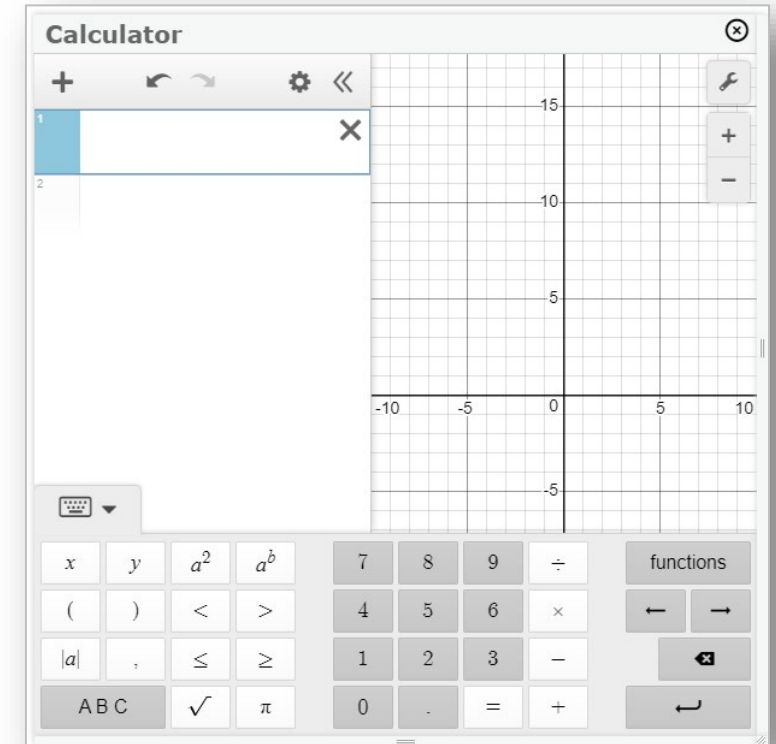 Calculator
1
2
15
10
5
-10 -5 0 5 10
-5
x y a² aᵇ 7 8 9 ÷ functions
( ) < > 4 5 6 ×
|a| , ≤ ≥ 1 2 3 −
A B C √ π 0 . = +